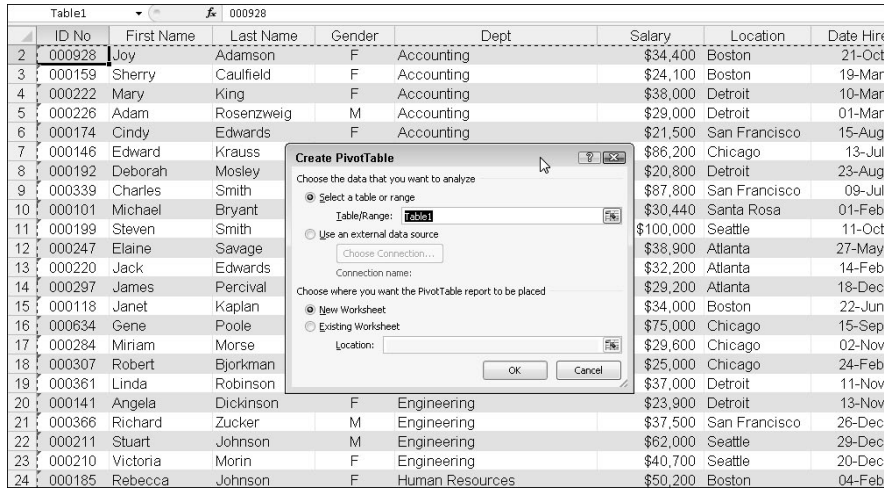 Table1 fx 000928
ID No First Name Last Name Gender Dept Salary Location Date Hire
2 000928 Joy Adamson F Accounting $34,400 Boston 21-Oct
3 000159 Sherry Caulfield F Accounting $24,100 Boston 19-Mar
4 000222 Mary King F Accounting $38,000 Detroit 10-Mar
5 000226 Adam Rosenzweig M Accounting $29,000 Detroit 01-Mar
6 000174 Cindy Edwards F Accounting $21,500 San Francisco 15-Aug
7 000146 Edward Krauss $86,200 Chicago 13-Jul
8 000192 Deborah Mosley $20,800 Detroit 23-Aug
9 000339 Charles Smith $87,800 San Francisco 09-Jul
10 000101 Michael Bryant $30,440 Santa Rosa 01-Feb
11 000199 Steven Smith $100,000 Seattle 11-Oct
12 000247 Elaine Savage $38,900 Atlanta 27-May
13 000220 Jack Edwards $32,200 Atlanta 14-Feb
14 000297 James Percival $29,200 Atlanta 18-Dec
15 000118 Janet Kaplan $34,000 Boston 22-Jun
16 000634 Gene Poole $75,000 Chicago 15-Sep
17 000284 Miriam Morse $29,600 Chicago 02-Nov
18 000307 Robert Bjorkman $25,000 Chicago 24-Feb
19 000361 Linda Robinson $37,000 Detroit 11-Nov
20 000141 Angela Dickinson F Engineering $23,900 Detroit 13-Nov
21 000366 Richard Zucker M Engineering $37,500 San Francisco 26-Dec
22 000211 Stuart Johnson M Engineering $62,000 Seattle 29-Dec
23 000210 Victoria Morin F Engineering $40,700 Seattle 20-Dec
24 000185 Rebecca Johnson F Human Resources $50,200 Boston 04-Feb
Create PivotTable
Choose the data that you want to analyze
Select a table or range
Table/Range: Table1
Use an external data source
Choose Connection...
Connection name:
Choose where you want the PivotTable report to be placed
New Worksheet
Existing Worksheet
Location:
OK Cancel